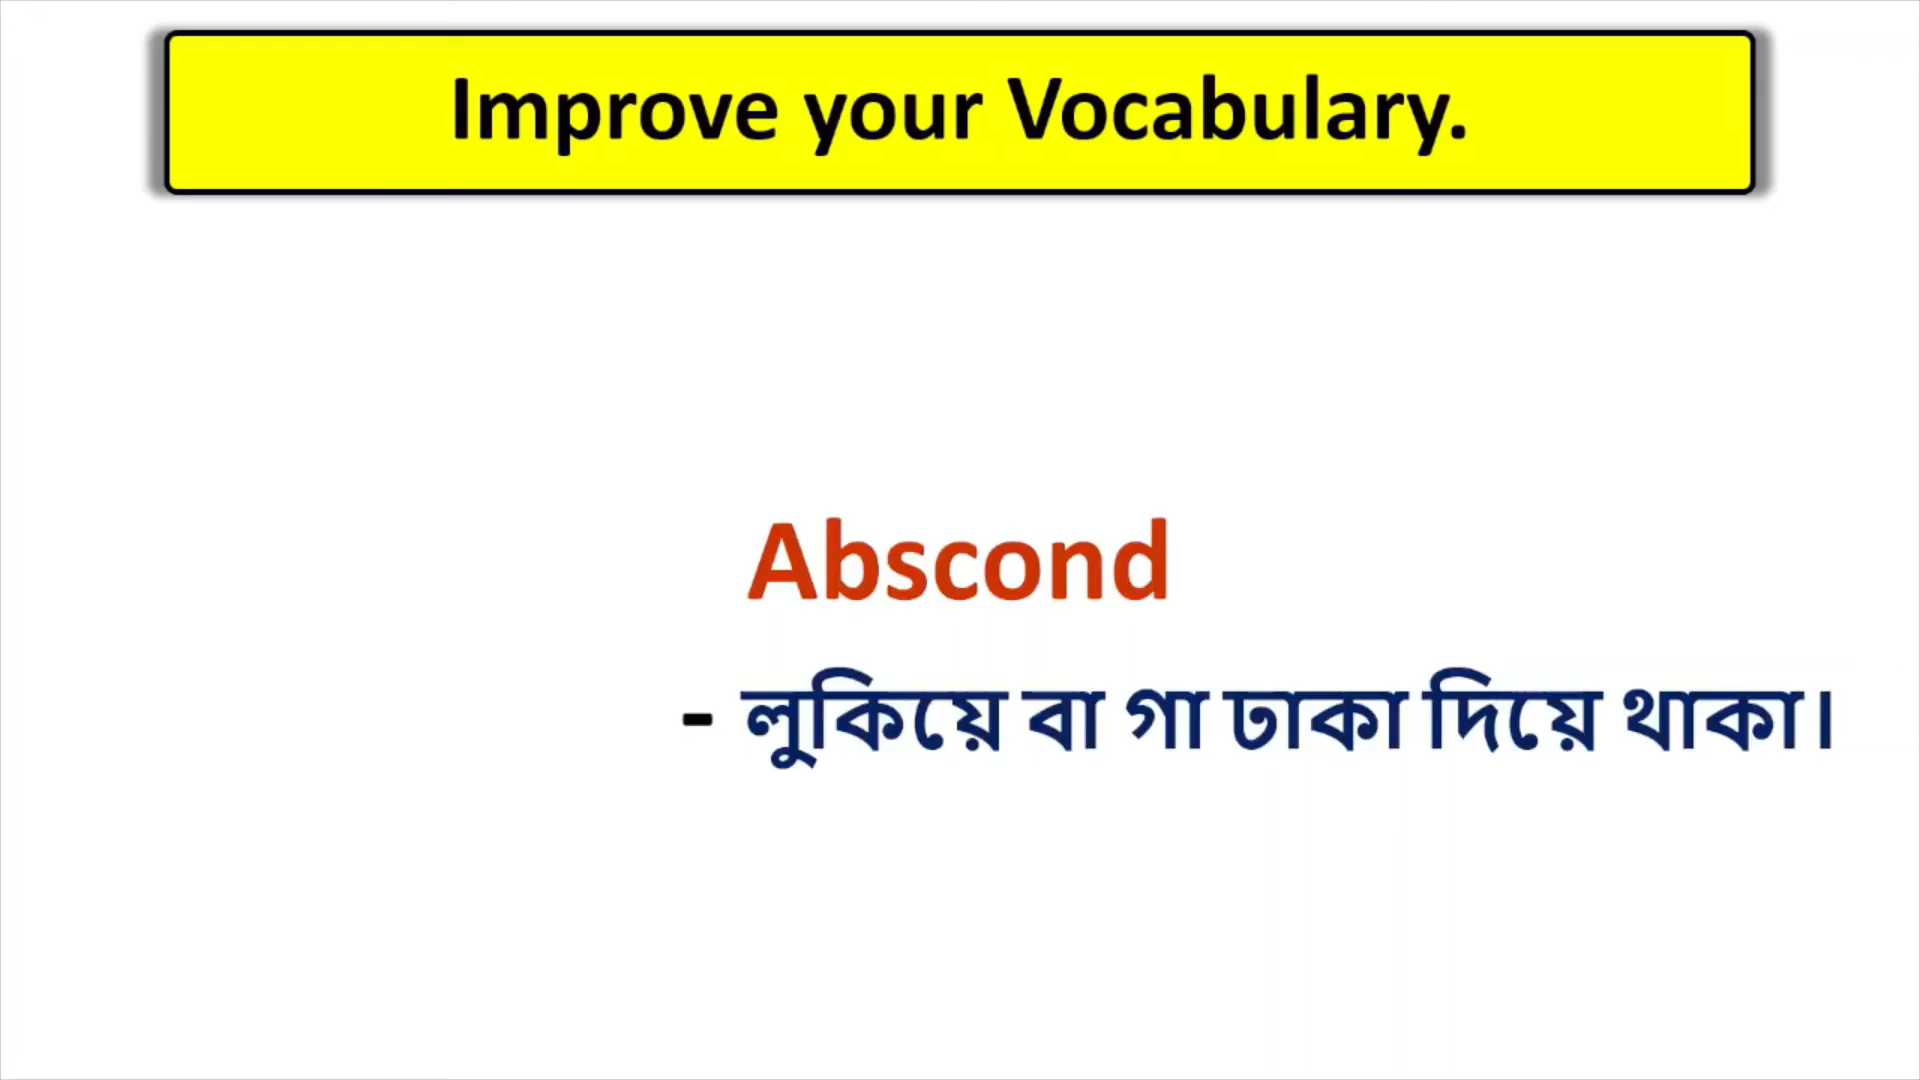 Improve your Vocabulary.
Abscond
- লুকিয়ে বা গা ঢাকা দিয়ে থাকা।